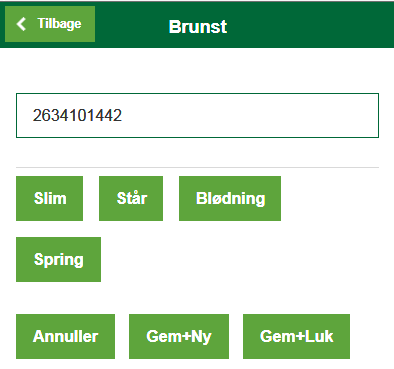 Tilbage
Brunst
2634101442
Slim Står Blødning
Spring
Annuller Gem+Ny Gem+Luk